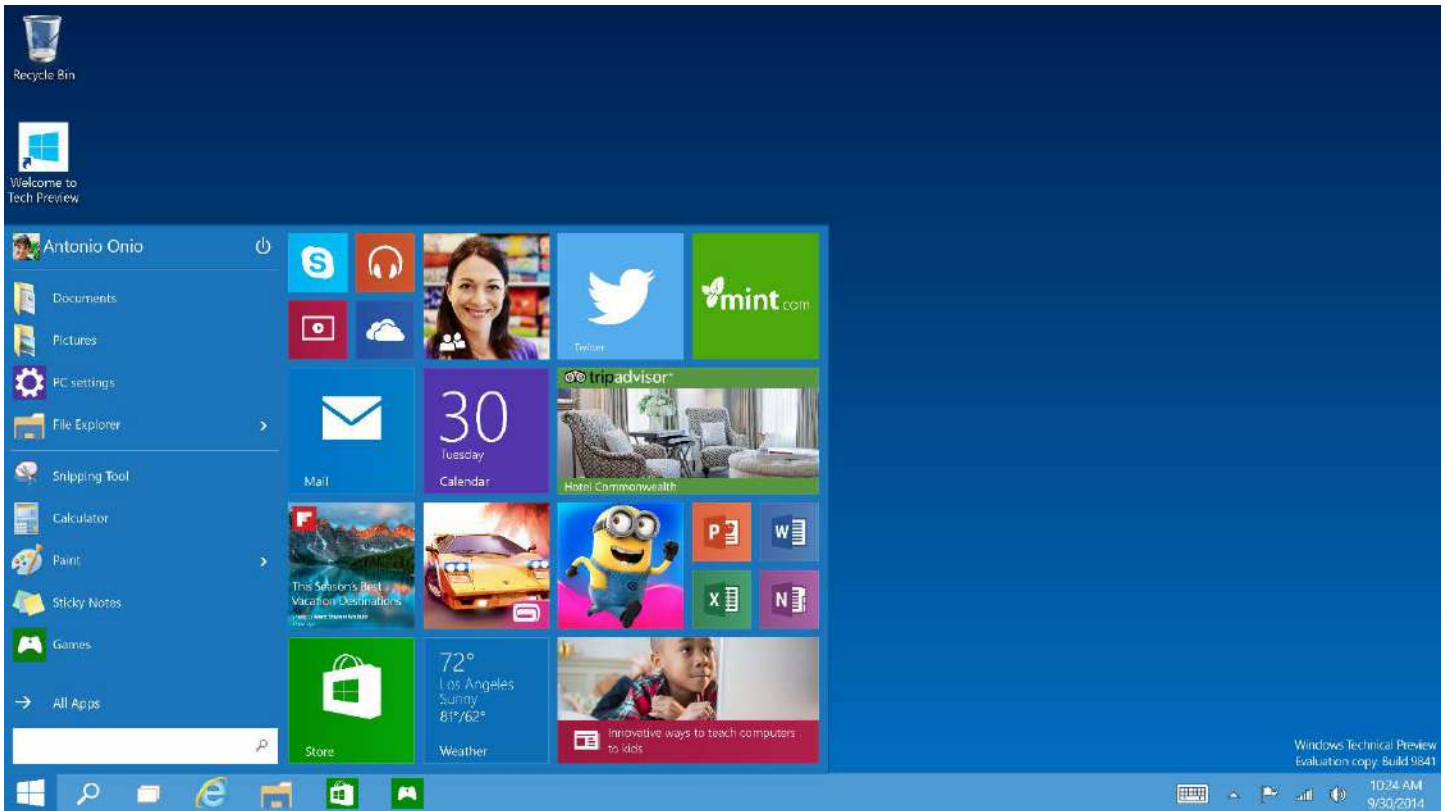 Recycle Bin
Welcome to
Tech Preview
Antonio Onio
Documents
Pictures
PC settings
File Explorer
Snipping Tool
Calculator
Paint
Sticky Notes
Games
All Apps
S
Twitter
mint.com
Mail
30
Tuesday
Calendar
tripadvisor
Hotel Commonwealth
This Season's Best
Vacation Destinations
P
W
X
N
Store
72°
Los Angeles
Sunny
81°/62°
Weather
Innovative ways to teach computers
to kids
Windows Technical Preview
Evaluation copy. Build 9841
10:24 AM
9/30/2014